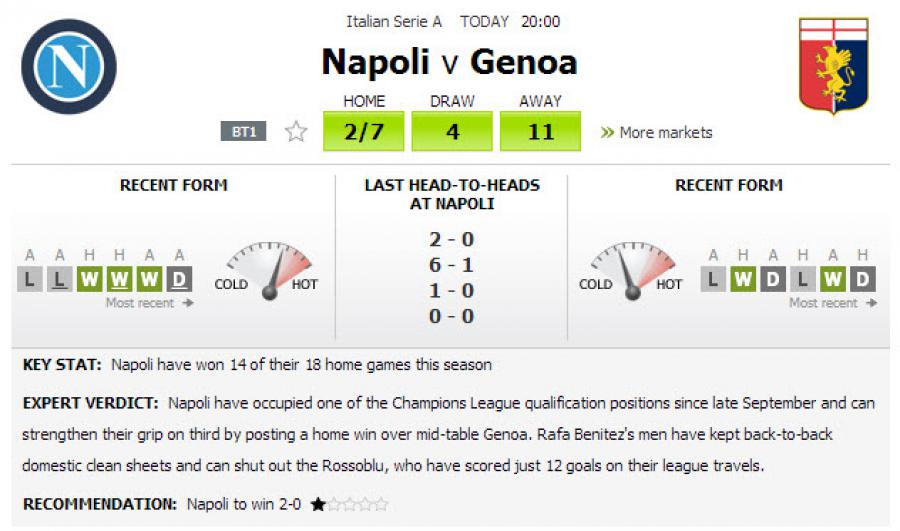 Italian Serie A TODAY 20:00
N
Napoli v Genoa
HOME DRAW AWAY
BT1 2/7 4 11 More markets
RECENT FORM
LAST HEAD-TO-HEADS
AT NAPOLI
RECENT FORM
A A H H A A
L L W W W D
Most recent
COLD HOT
2 - 0
6 - 1
1 - 0
0 - 0
COLD HOT
A H A H A H
L W D L W D
Most recent
KEY STAT: Napoli have won 14 of their 18 home games this season
EXPERT VERDICT: Napoli have occupied one of the Champions League qualification positions since late September and can
strengthen their grip on third by posting a home win over mid-table Genoa. Rafa Benitez's men have kept back-to-back
domestic clean sheets and can shut out the Rossoblu, who have scored just 12 goals on their league travels.
RECOMMENDATION: Napoli to win 2-0